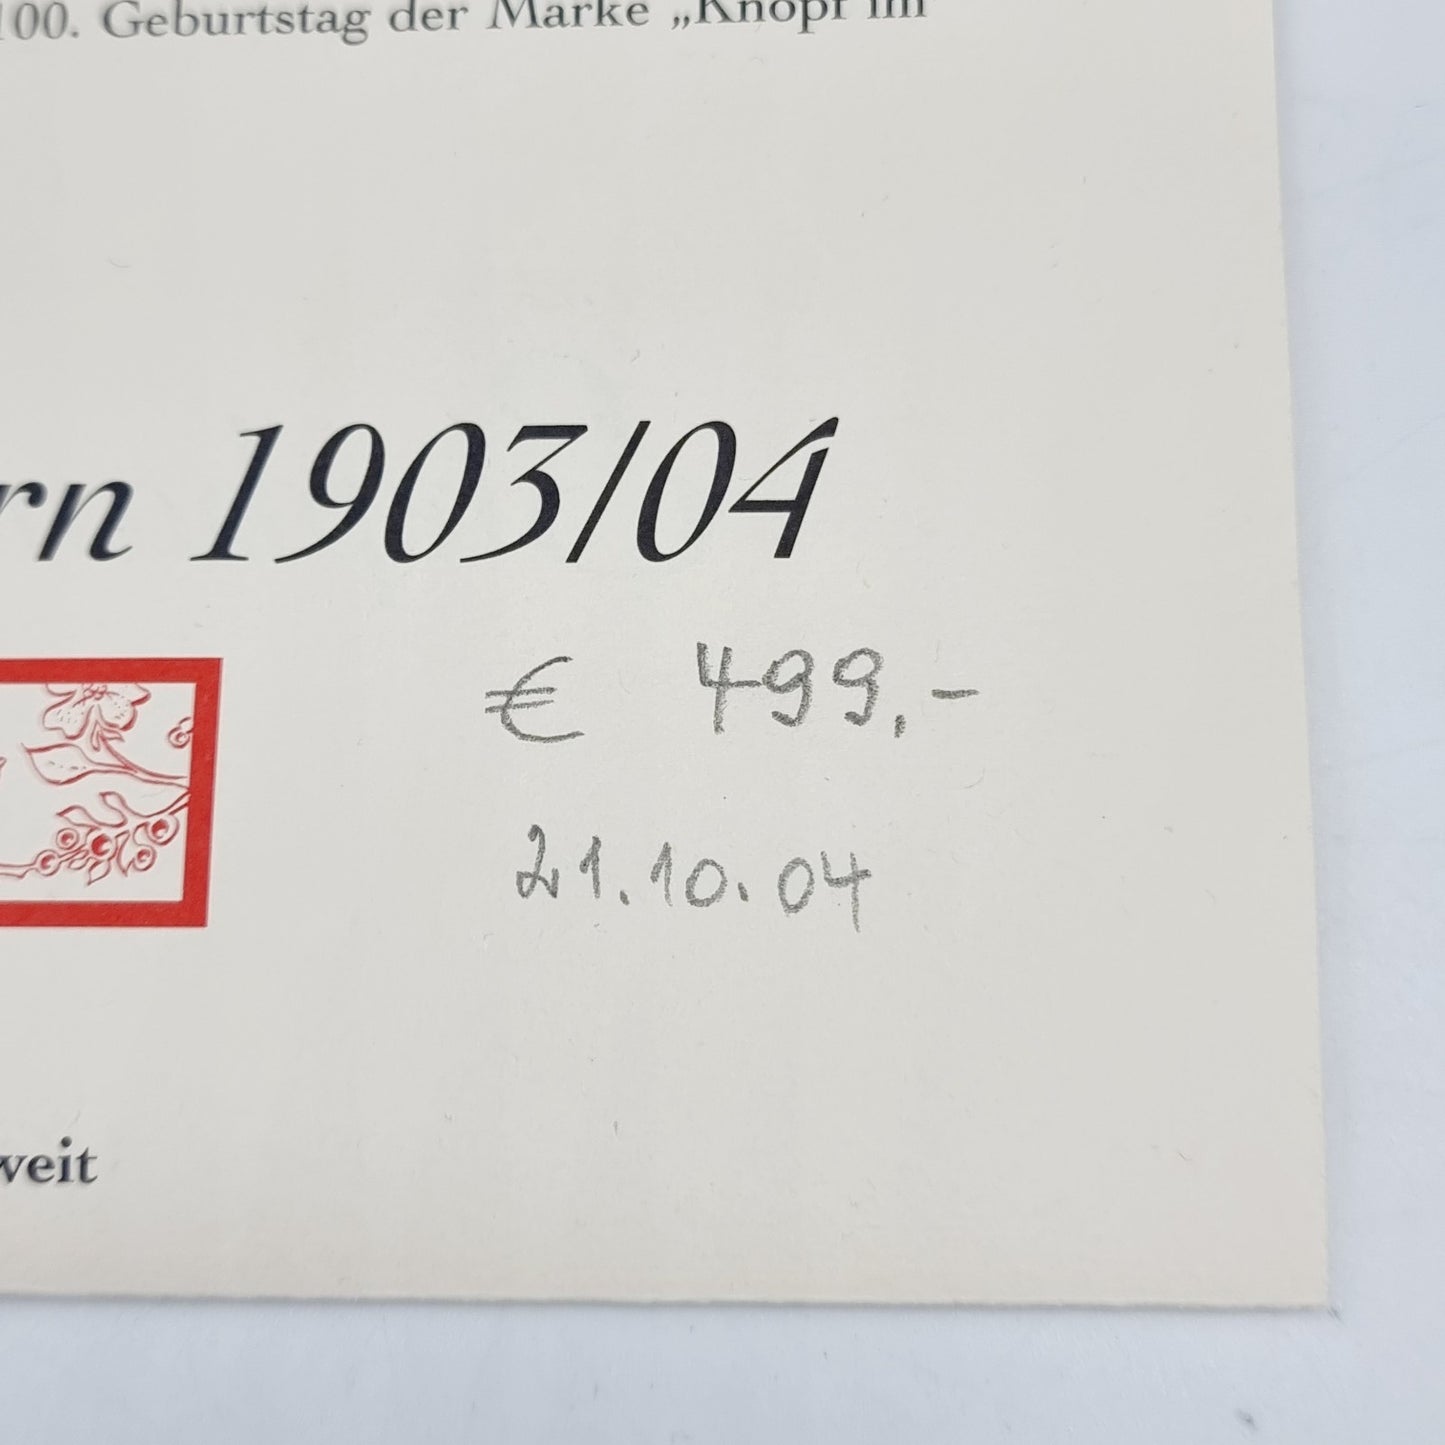 100. Geburtstag der Marke „Knopf im
rn 1903/04
€ 499,-
21.10.04
weit